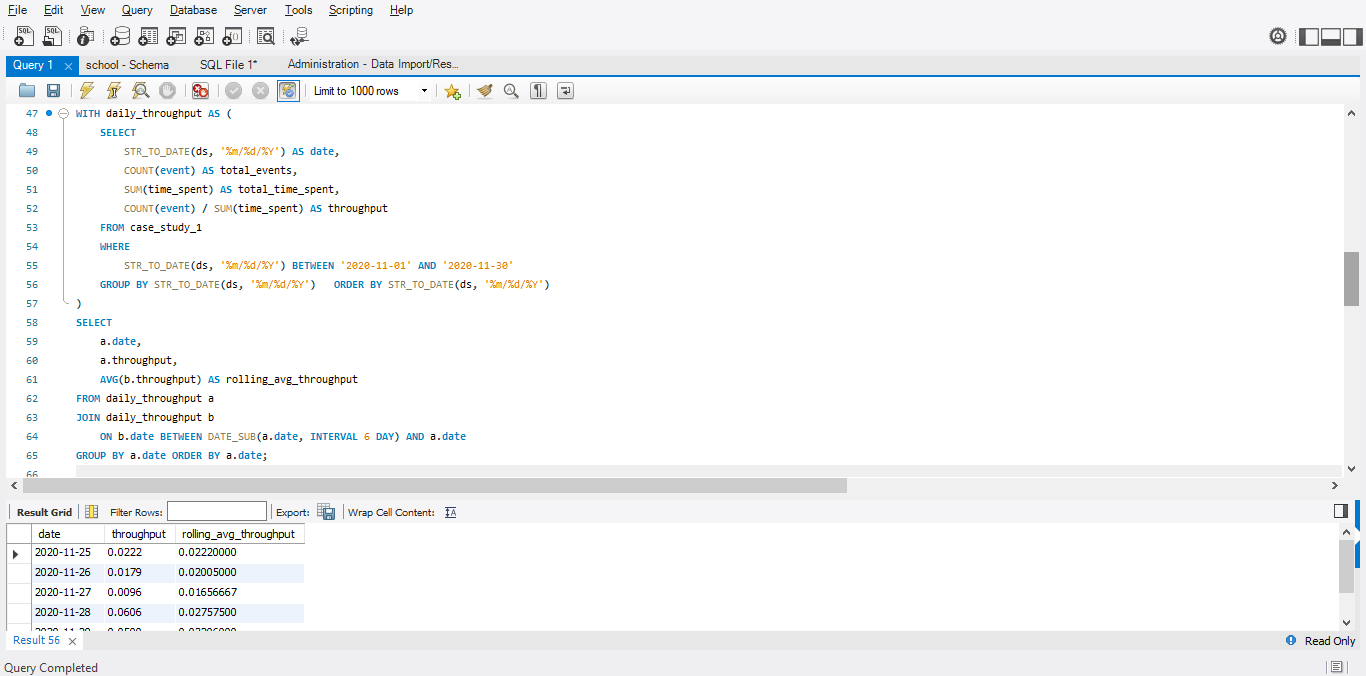 File Edit View Query Database Server Tools Scripting Help
Query 1 school - Schema SQL File 1* Administration - Data Import/Res...
Limit to 1000 rows
47 WITH daily_throughput AS (
48 SELECT
49 STR_TO_DATE(ds, '%m/%d/%Y') AS date,
50 COUNT(event) AS total_events,
51 SUM(time_spent) AS total_time_spent,
52 COUNT(event) / SUM(time_spent) AS throughput
53 FROM case_study_1
54 WHERE
55 STR_TO_DATE(ds, '%m/%d/%Y') BETWEEN '2020-11-01' AND '2020-11-30'
56 GROUP BY STR_TO_DATE(ds, '%m/%d/%Y') ORDER BY STR_TO_DATE(ds, '%m/%d/%Y')
57 )
58 SELECT
59 a.date,
60 a.throughput,
61 AVG(b.throughput) AS rolling_avg_throughput
62 FROM daily_throughput a
63 JOIN daily_throughput b
64 ON b.date BETWEEN DATE_SUB(a.date, INTERVAL 6 DAY) AND a.date
65 GROUP BY a.date ORDER BY a.date;
66
Result Grid Filter Rows: Export: Wrap Cell Content:
date throughput rolling_avg_throughput
2020-11-25 0.0222 0.02220000
2020-11-26 0.0179 0.02005000
2020-11-27 0.0096 0.01656667
2020-11-28 0.0606 0.02757500
Result 56 Read Only
Query Completed